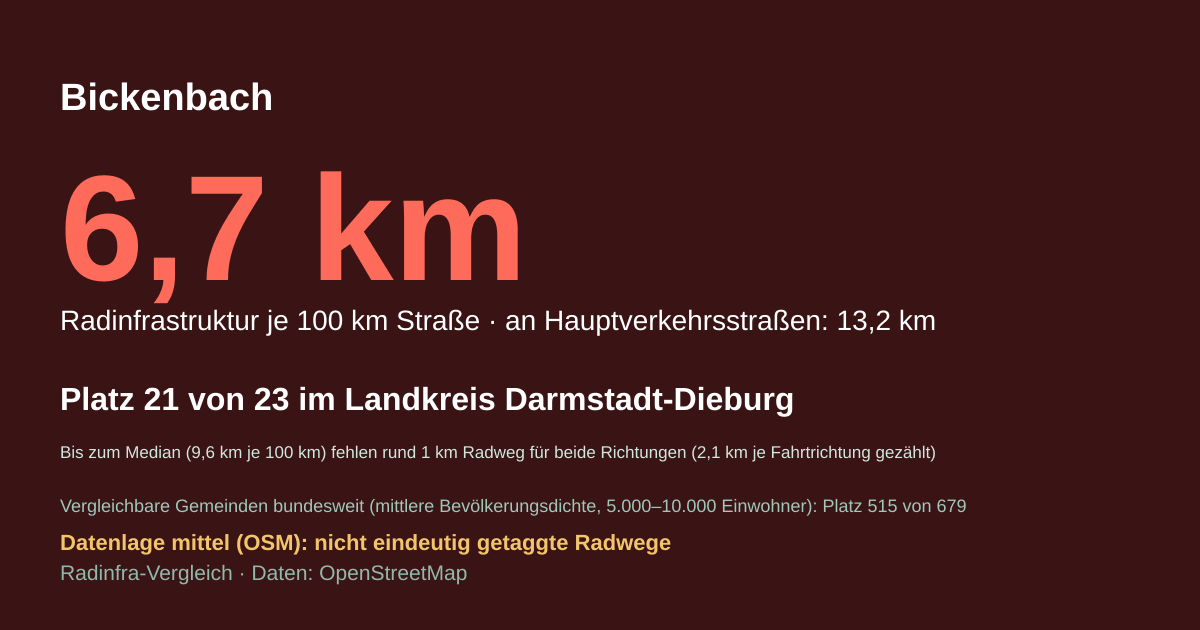 Bickenbach
6,7 km
Radinfrastruktur je 100 km Straße · an Hauptverkehrsstraßen: 13,2 km
Platz 21 von 23 im Landkreis Darmstadt-Dieburg
Bis zum Median (9,6 km je 100 km) fehlen rund 1 km Radweg für beide Richtungen (2,1 km je Fahrtrichtung gezählt)
Vergleichbare Gemeinden bundesweit (mittlere Bevölkerungsdichte, 5.000–10.000 Einwohner): Platz 515 von 679
Datenlage mittel (OSM): nicht eindeutig getaggte Radwege
Radinfra-Vergleich · Daten: OpenStreetMap